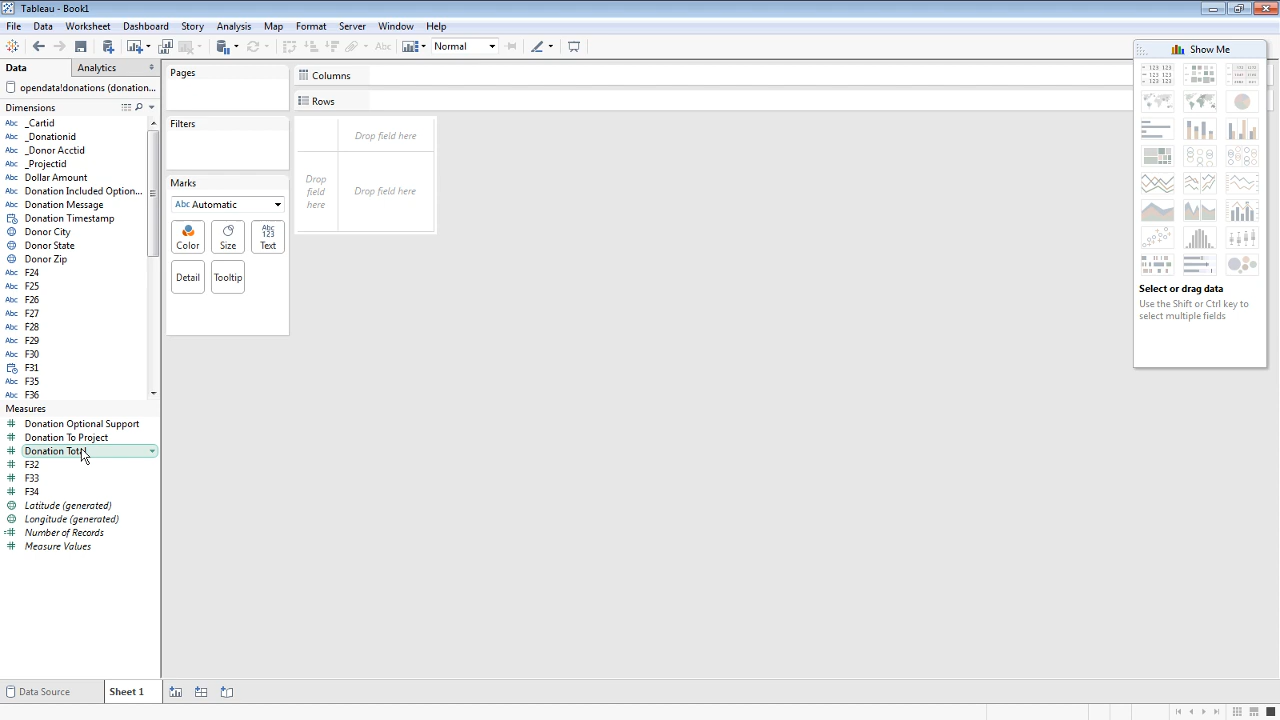 Tableau - Book1
File Data Worksheet Dashboard Story Analysis Map Format Server Window Help
Abc Normal
Data Analytics
opendata!donations (donation...
Dimensions
Abc _Cartid
Abc _Donationid
Abc _Donor Acctid
Abc _Projectid
Abc Dollar Amount
Abc Donation Included Option...
Abc Donation Message
Donation Timestamp
Donor City
Donor State
Donor Zip
Abc F24
Abc F25
Abc F26
Abc F27
Abc F28
Abc F29
Abc F30
F31
Abc F35
Abc F36
Measures
# Donation Optional Support
# Donation To Project
# Donation Total
# F32
# F33
# F34
Latitude (generated)
Longitude (generated)
=# Number of Records
# Measure Values
Pages
Filters
Marks
Abc Automatic
Color Size Abc 123 Text
Detail Tooltip
Columns
Rows
Drop field here
Drop field here
Drop field here
Show Me
Select or drag data
Use the Shift or Ctrl key to
select multiple fields
Data Source Sheet 1